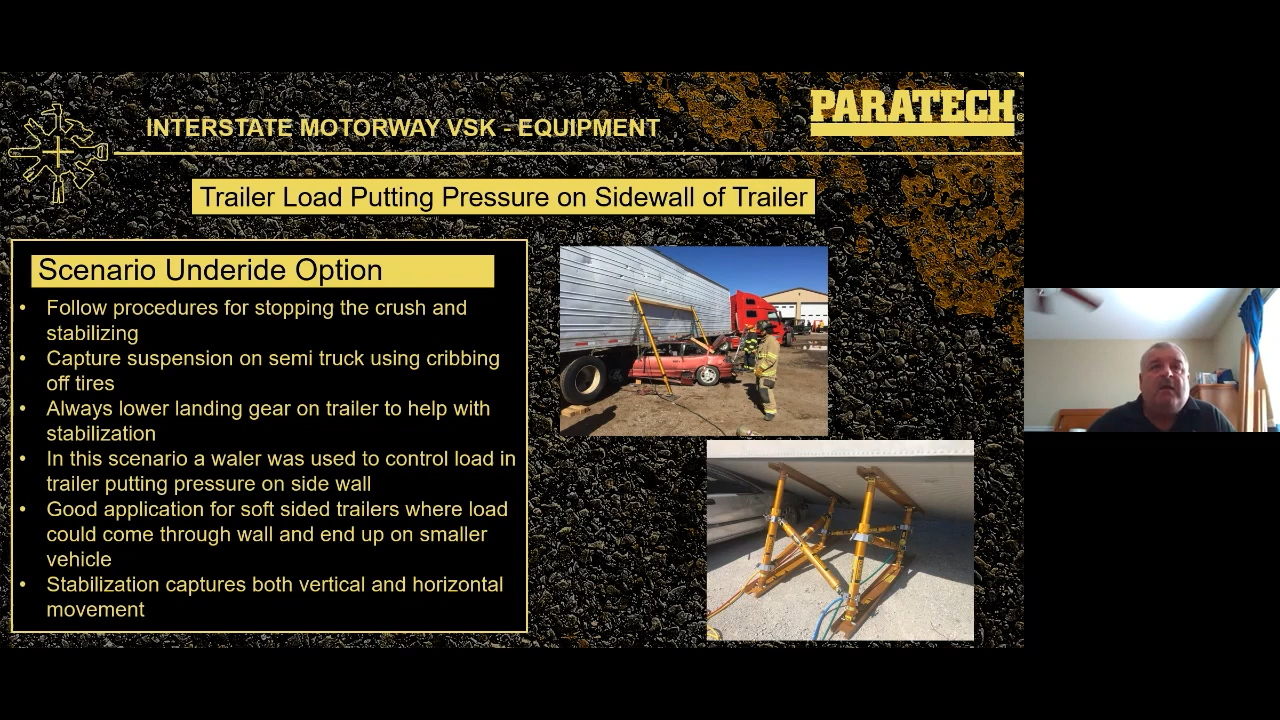 INTERSTATE MOTORWAY VSK - EQUIPMENT
PARATECH®
Trailer Load Putting Pressure on Sidewall of Trailer
Scenario Underide Option
• Follow procedures for stopping the crush and
stabilizing
• Capture suspension on semi truck using cribbing
off tires
• Always lower landing gear on trailer to help with
stabilization
• In this scenario a waler was used to control load in
trailer putting pressure on side wall
• Good application for soft sided trailers where load
could come through wall and end up on smaller
vehicle
• Stabilization captures both vertical and horizontal
movement